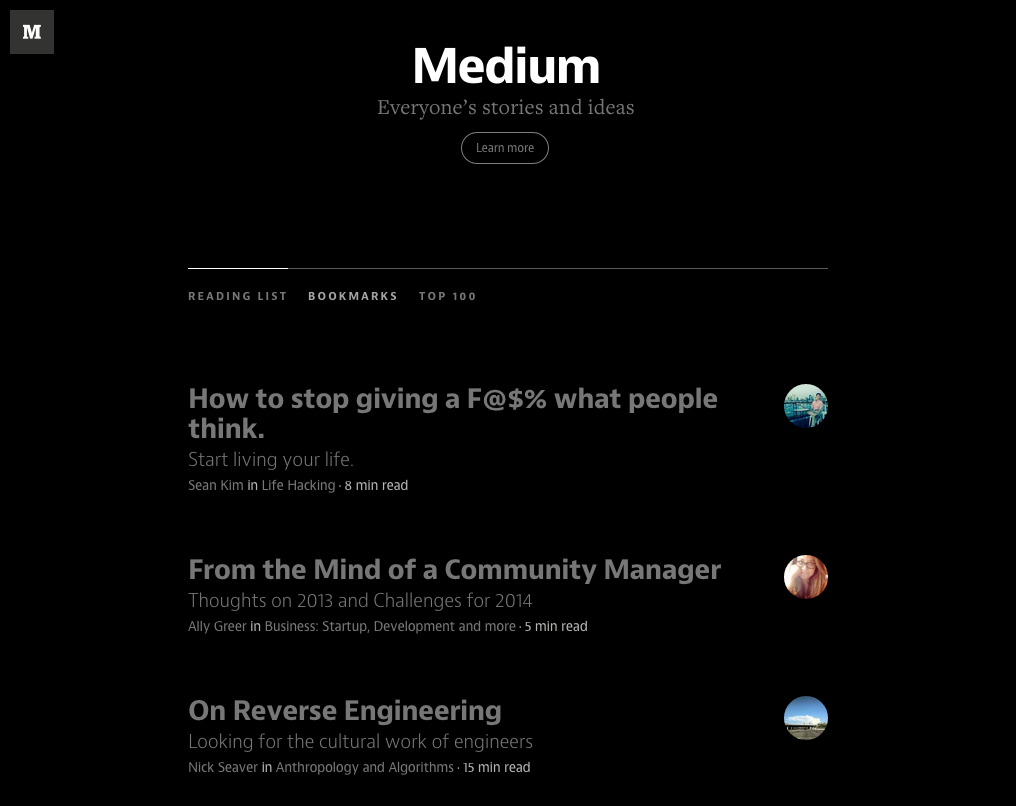 M
Medium
Everyone’s stories and ideas
Learn more
READING LIST BOOKMARKS TOP 100
How to stop giving a F@$% what people
think.
Start living your life.
Sean Kim in Life Hacking · 8 min read
From the Mind of a Community Manager
Thoughts on 2013 and Challenges for 2014
Ally Greer in Business: Startup, Development and more · 5 min read
On Reverse Engineering
Looking for the cultural work of engineers
Nick Seaver in Anthropology and Algorithms · 15 min read